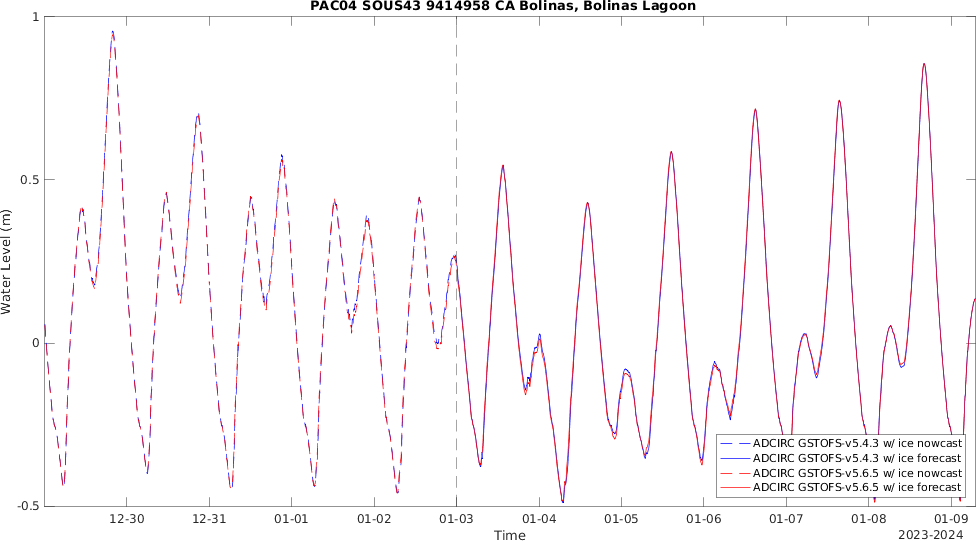 PAC04 SOUS43 9414958 CA Bolinas, Bolinas Lagoon
1
0.5
0
-0.5
Water Level (m)
ADCIRC GSTOFS-v5.4.3 w/ ice nowcast
ADCIRC GSTOFS-v5.4.3 w/ ice forecast
ADCIRC GSTOFS-v5.6.5 w/ ice nowcast
ADCIRC GSTOFS-v5.6.5 w/ ice forecast
12-30 12-31 01-01 01-02 01-03 01-04 01-05 01-06 01-07 01-08 01-09
Time
2023-2024